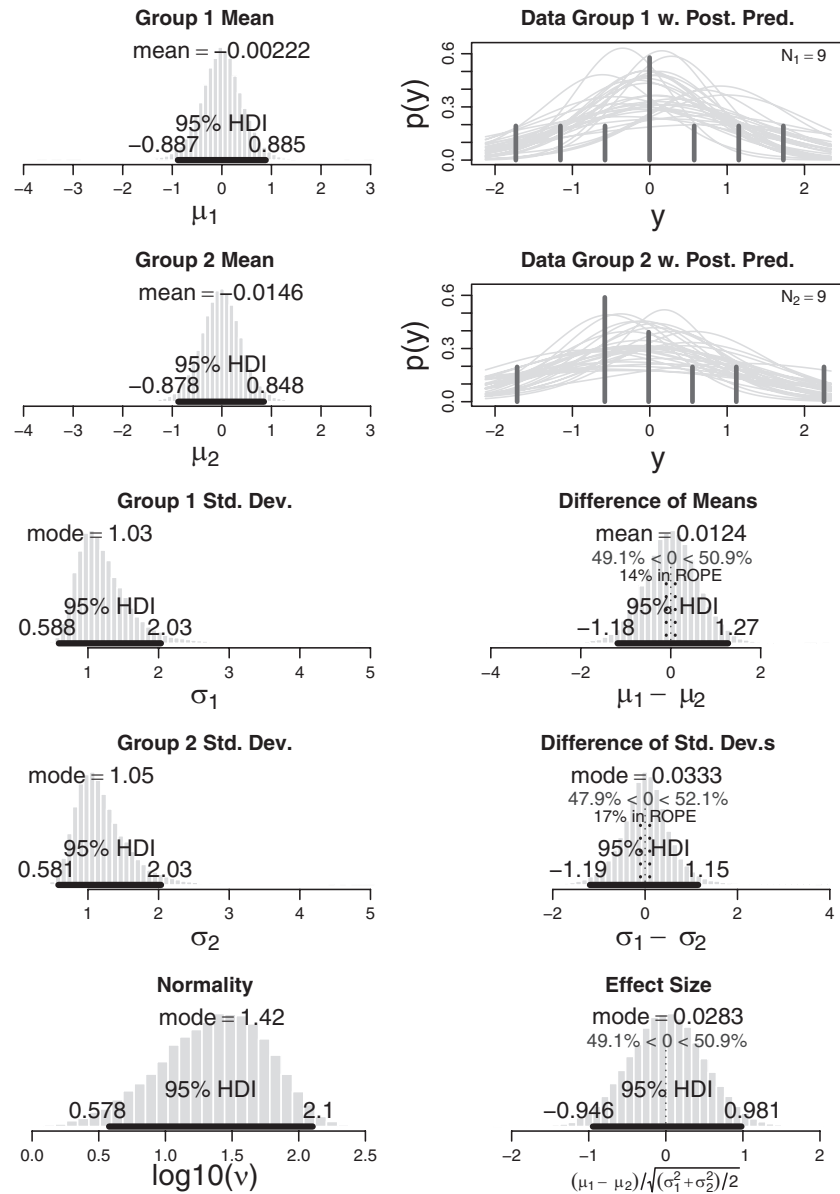 Group 1 Mean
mean = −0.00222
95% HDI
−0.887 0.885
−4 −3 −2 −1 0 1 2 3
μ1
Data Group 1 w. Post. Pred.
N1 = 9
0.6
0.3
0.0
p(y)
−2 −1 0 1 2
y
Group 2 Mean
mean = −0.0146
95% HDI
−0.878 0.848
−4 −3 −2 −1 0 1 2 3
μ2
Data Group 2 w. Post. Pred.
N2 = 9
0.6
0.3
0.0
p(y)
−2 −1 0 1 2
y
Group 1 Std. Dev.
mode = 1.03
95% HDI
0.588 2.03
1 2 3 4 5
σ1
Difference of Means
mean = 0.0124
49.1% < 0 < 50.9%
14% in ROPE
95% HDI
−1.18 1.27
−4 −2 0 2
μ1 − μ2
Group 2 Std. Dev.
mode = 1.05
95% HDI
0.581 2.03
1 2 3 4 5
σ2
Difference of Std. Dev.s
mode = 0.0333
47.9% < 0 < 52.1%
17% in ROPE
95% HDI
−1.19 1.15
−2 0 2 4
σ1 − σ2
Normality
mode = 1.42
95% HDI
0.578 2.1
0.0 0.5 1.0 1.5 2.0 2.5
log10(ν)
Effect Size
mode = 0.0283
49.1% < 0 < 50.9%
95% HDI
−0.946 0.981
−2 −1 0 1 2
(μ1 − μ2)/√(σ1² + σ2²)/2